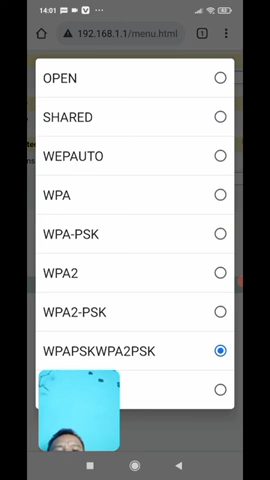 14:01
192.168.1.1/menu.html
1
OPEN
SHARED
WEPAUTO
WPA
WPA-PSK
WPA2
WPA2-PSK
WPAPSKWPA2PSK